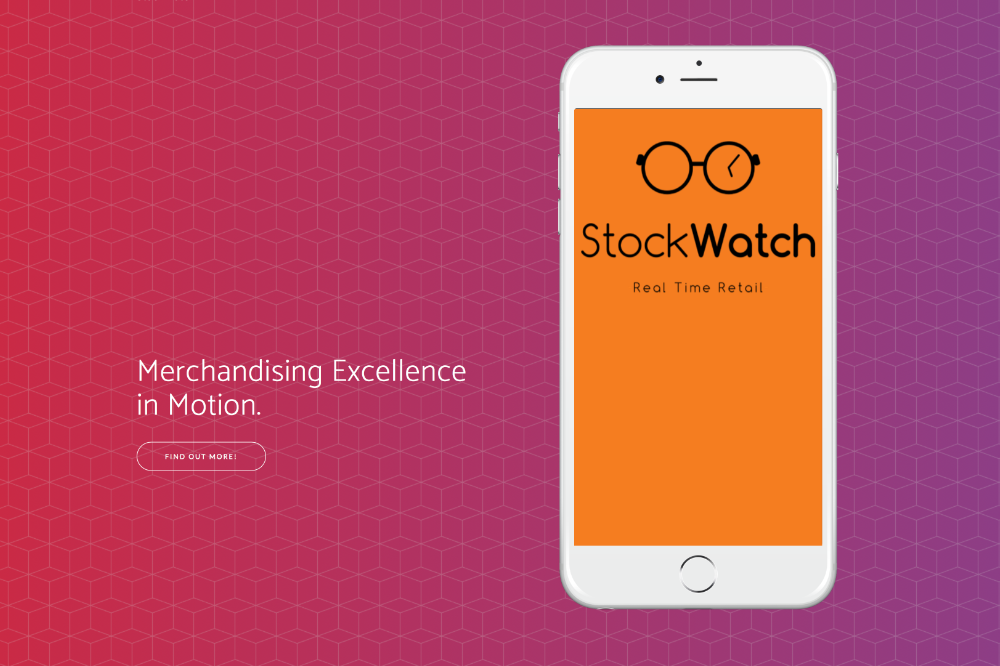 Merchandising Excellence
in Motion.
FIND OUT MORE!
StockWatch
Real Time Retail